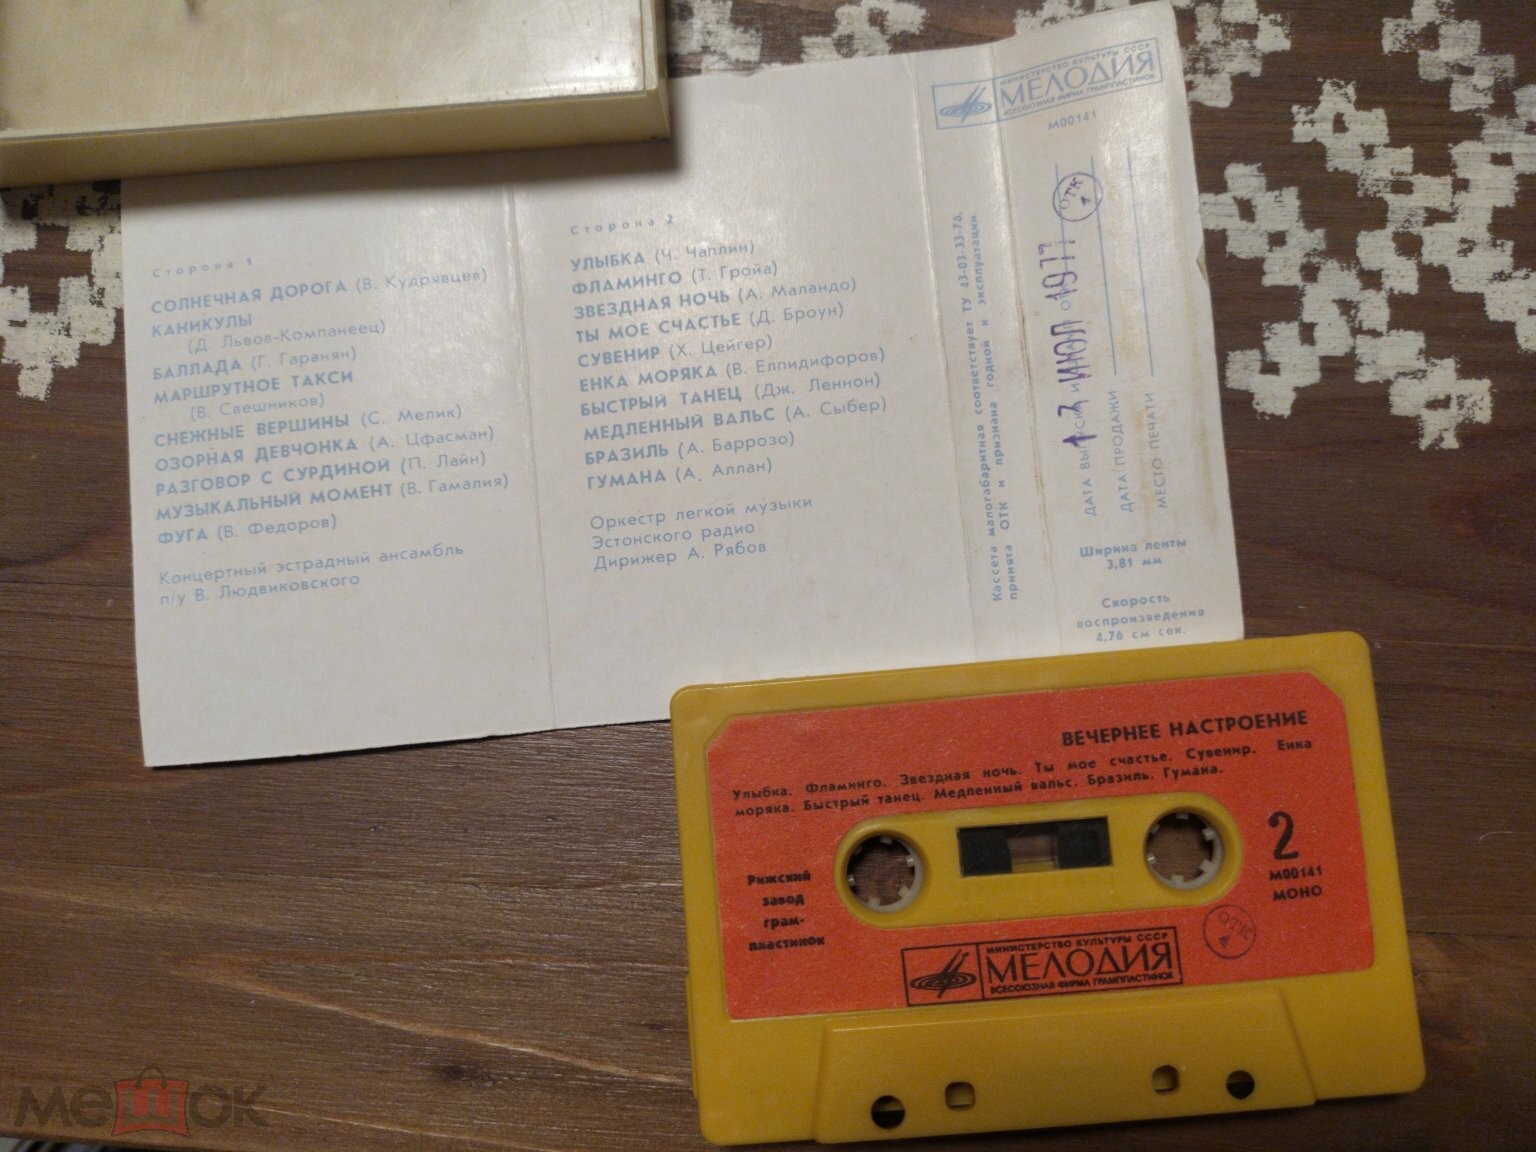 Сторона 1
СОЛНЕЧНАЯ ДОРОГА (В. Кудрявцев)
КАНИКУЛЫ
(Д. Львов-Компанеец)
БАЛЛАДА (Г. Гаранян)
МАРШРУТНОЕ ТАКСИ
(В. Свешников)
СНЕЖНЫЕ ВЕРШИНЫ (С. Мелик)
ОЗОРНАЯ ДЕВЧОНКА (А. Цфасман)
РАЗГОВОР С СУРДИНОЙ (П. Лайн)
МУЗЫКАЛЬНЫЙ МОМЕНТ (В. Гамалия)
ФУГА (В. Федоров)
Концертный эстрадный ансамбль
п/у В. Людвиковского
Сторона 2
УЛЫБКА (Ч. Чаплин)
ФЛАМИНГО (Т. Гройа)
ЗВЕЗДНАЯ НОЧЬ (А. Маландо)
ТЫ МОЕ СЧАСТЬЕ (Д. Броун)
СУВЕНИР (Х. Цейгер)
ЕНКА МОРЯКА (В. Елпидифоров)
БЫСТРЫЙ ТАНЕЦ (Дж. Леннон)
МЕДЛЕННЫЙ ВАЛЬС (А. Сыбер)
БРАЗИЛЬ (А. Баррозо)
ГУМАНА (А. Аллан)
Оркестр легкой музыки
Эстонского радио
Дирижер А. Рябов
МИНИСТЕРСТВО КУЛЬТУРЫ СССР
МЕЛОДИЯ
ВСЕСОЮЗНАЯ ФИРМА ГРАМПЛАСТИНОК
М00141
Кассета малогабаритная соответствует ТУ 43.03-33-78,
принята ОТК и признана годной к эксплуатации.
ДАТА
ИЮЛ 1977
ОТК
ДАТА ПРОДАЖИ
МЕСТО ПЕЧАТИ
Ширина ленты
3,81 мм
Скорость
воспроизведения
4,76 см сек.
ВЕЧЕРНЕЕ НАСТРОЕНИЕ
Улыбка. Фламинго. Звездная ночь. Ты мое счастье. Сувенир. Енка
моряка. Быстрый танец. Медленный вальс. Бразиль. Гумана.
2
М00141
МОНО
Рижский
завод
грам-
пластинок
ОТК
МИНИСТЕРСТВО КУЛЬТУРЫ СССР
МЕЛОДИЯ
ВСЕСОЮЗНАЯ ФИРМА ГРАМПЛАСТИНОК
мешок